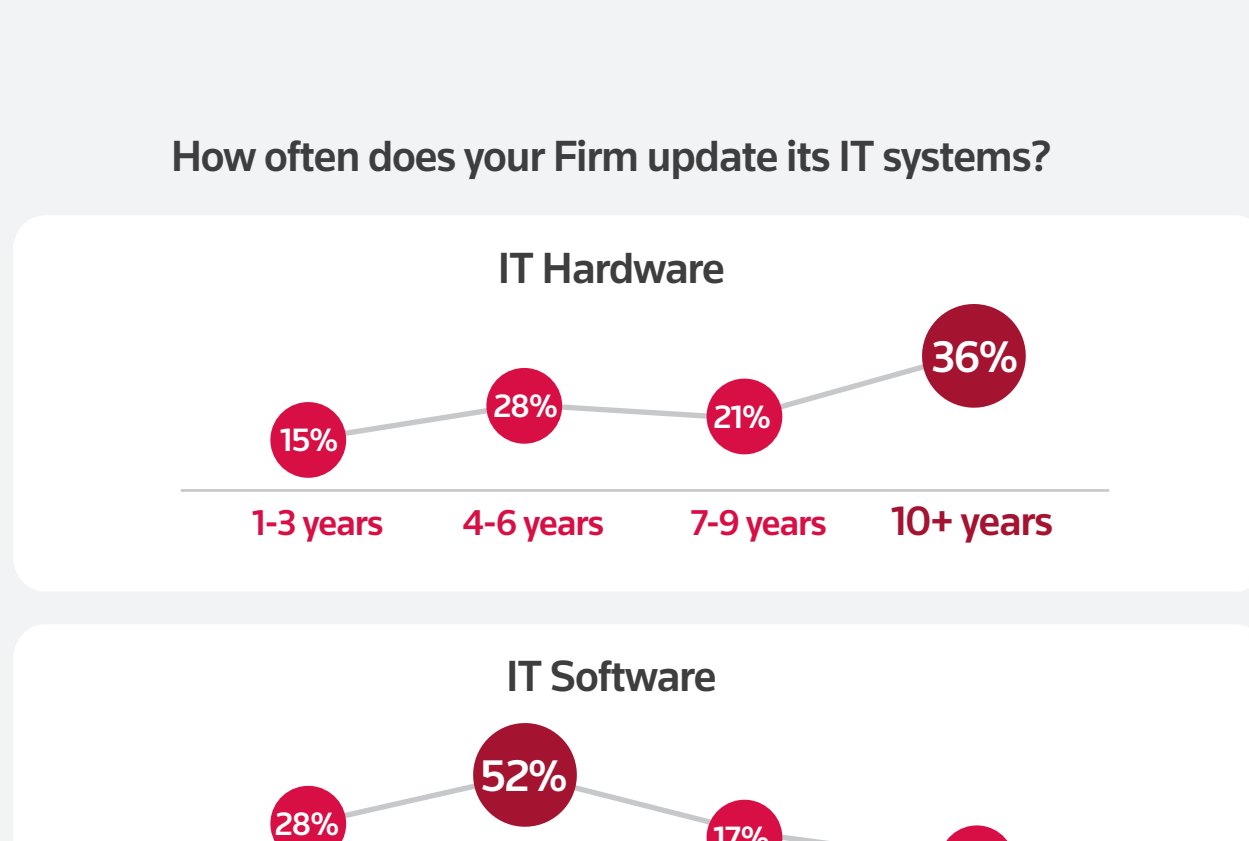 How often does your Firm update its IT systems?
IT Hardware
36%
28%
21%
15%
1-3 years 4-6 years 7-9 years 10+ years
IT Software
52%
28%
17%